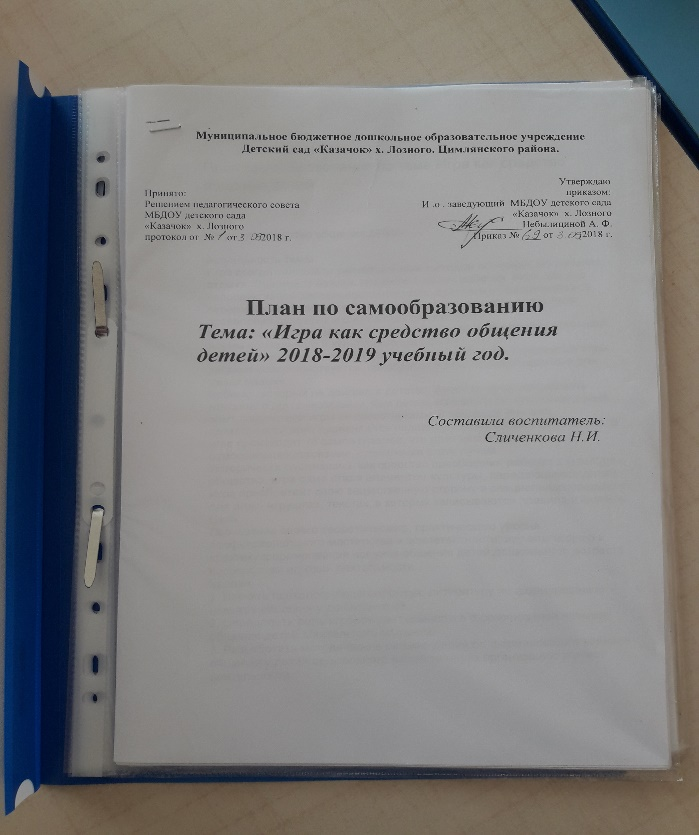 Муниципальное бюджетное дошкольное образовательное учреждение
Детский сад «Казачок» х. Лозного. Цимлянского района.
Утверждаю
приказом:
И .о . заведующий МБДОУ детского сада
«Казачок» х. Лозного
Небылициной А. Ф.
Приказ № от 3.09 2018 г.
Принято:
Решением педагогического совета
МБДОУ детского сада
«Казачок» х. Лозного
протокол от № 1 от 3.09 2018 г.
План по самообразованию
Тема: «Игра как средство общения
детей» 2018-2019 учебный год.
Составила воспитатель:
Сличенкова Н.И.